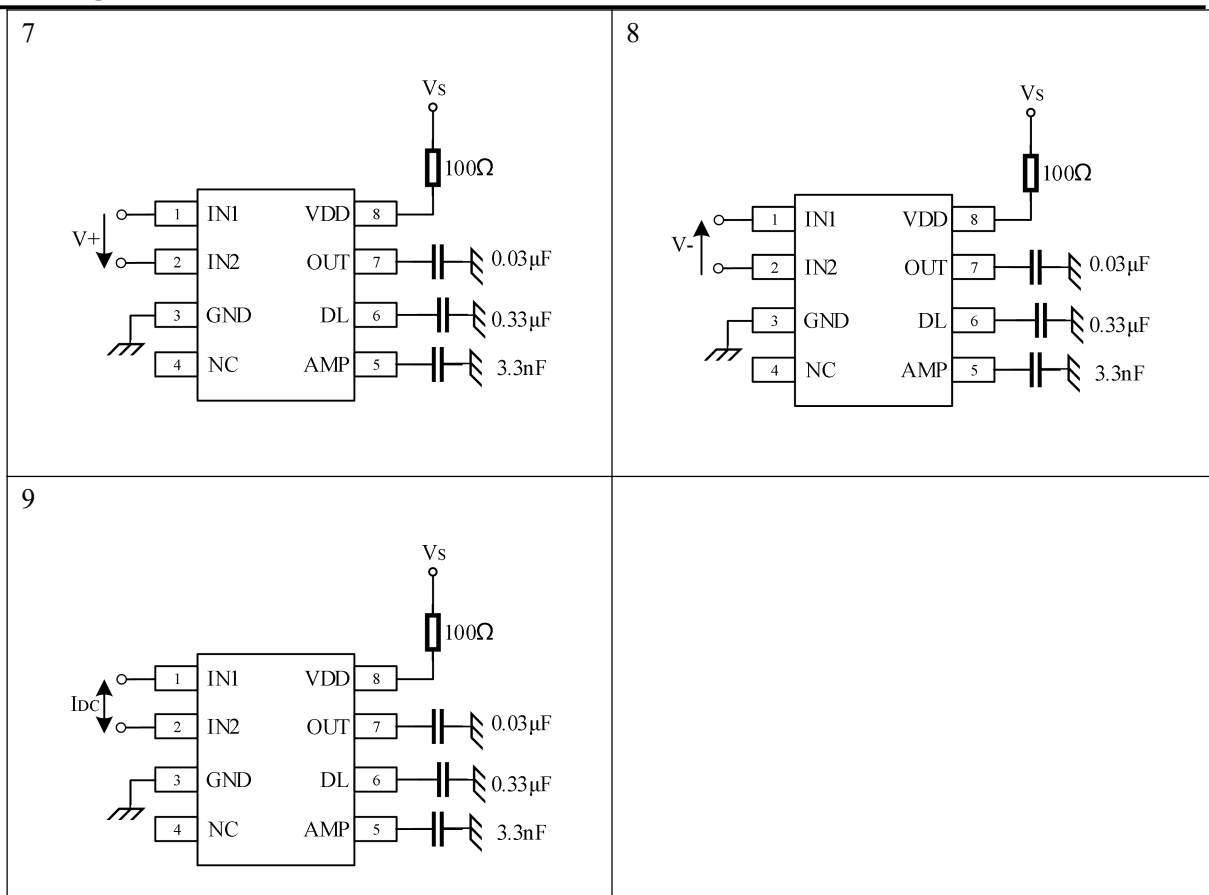 7
Vs
100Ω
V+
1 IN1 VDD 8
2 IN2 OUT 7 0.03μF
3 GND DL 6 0.33μF
4 NC AMP 5 3.3nF
8
Vs
100Ω
V-
1 IN1 VDD 8
2 IN2 OUT 7 0.03μF
3 GND DL 6 0.33μF
4 NC AMP 5 3.3nF
9
Vs
100Ω
IDC
1 IN1 VDD 8
2 IN2 OUT 7 0.03μF
3 GND DL 6 0.33μF
4 NC AMP 5 3.3nF